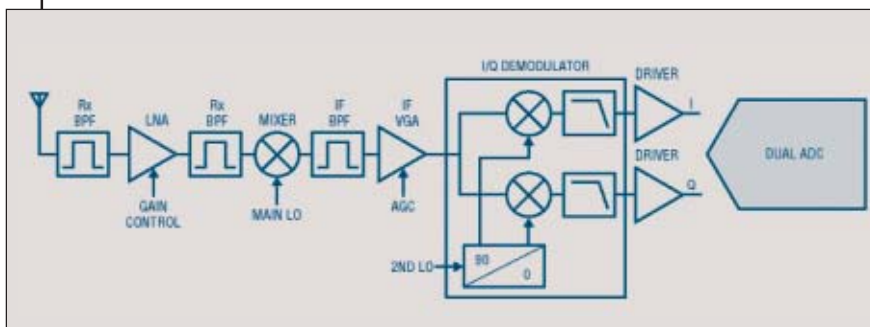 I/Q DEMODULATOR
DRIVER
Rx
BPF
LNA
Rx
BPF
MIXER
IF
BPF
IF
VGA
I
DUAL ADC
DRIVER
Q
GAIN
CONTROL
MAIN LO
AGC
2ND LO
90
0